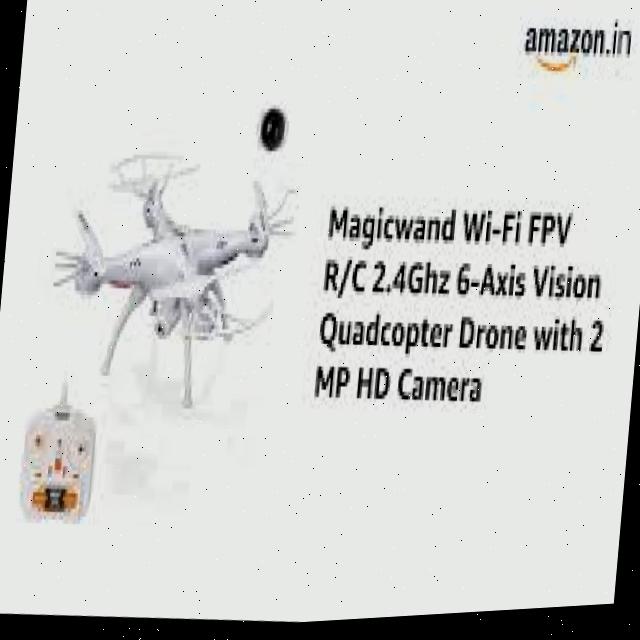 amazon.in
Magicwand Wi-Fi FPV
R/C 2.4Ghz 6-Axis Vision
Quadcopter Drone with 2
MP HD Camera